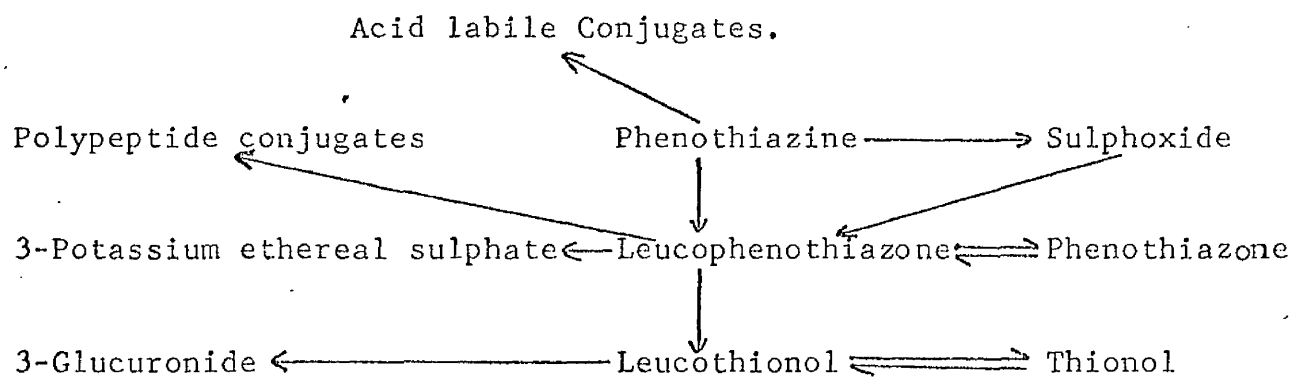 Acid labile Conjugates.
Polypeptide conjugates Phenothiazine Sulphoxide
3-Potassium ethereal sulphate Leucophenothiazone Phenothiazone
3-Glucuronide Leucothionol Thionol